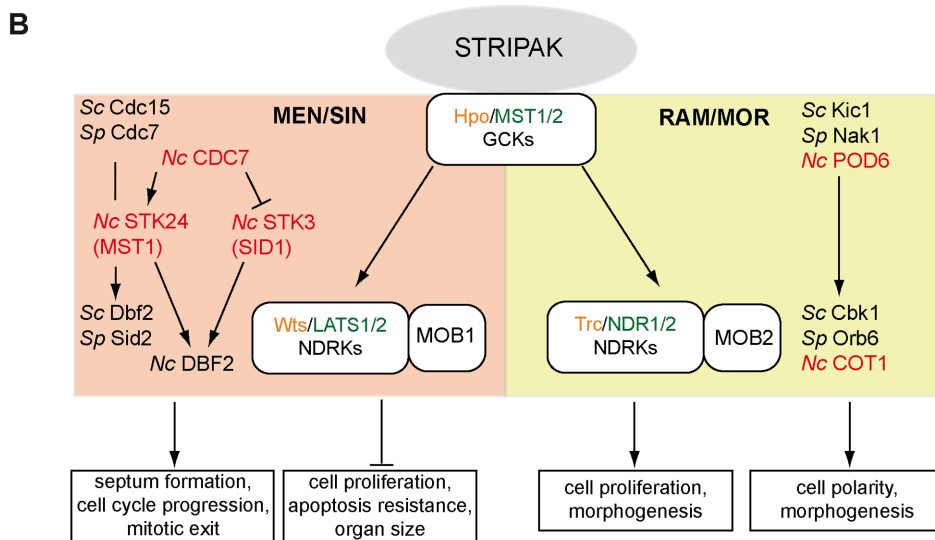 B
STRIPAK
MEN/SIN
RAM/MOR
Hpo/MST1/2
GCKs
Sc Cdc15
Sp Cdc7
Nc CDC7
Nc STK24
(MST1)
Nc STK3
(SID1)
Sc Dbf2
Sp Sid2
Nc DBF2
Wts/LATS1/2
NDRKs
MOB1
Trc/NDR1/2
NDRKs
MOB2
Sc Kic1
Sp Nak1
Nc POD6
Sc Cbk1
Sp Orb6
Nc COT1
septum formation,
cell cycle progression,
mitotic exit
cell proliferation,
apoptosis resistance,
organ size
cell proliferation,
morphogenesis
cell polarity,
morphogenesis